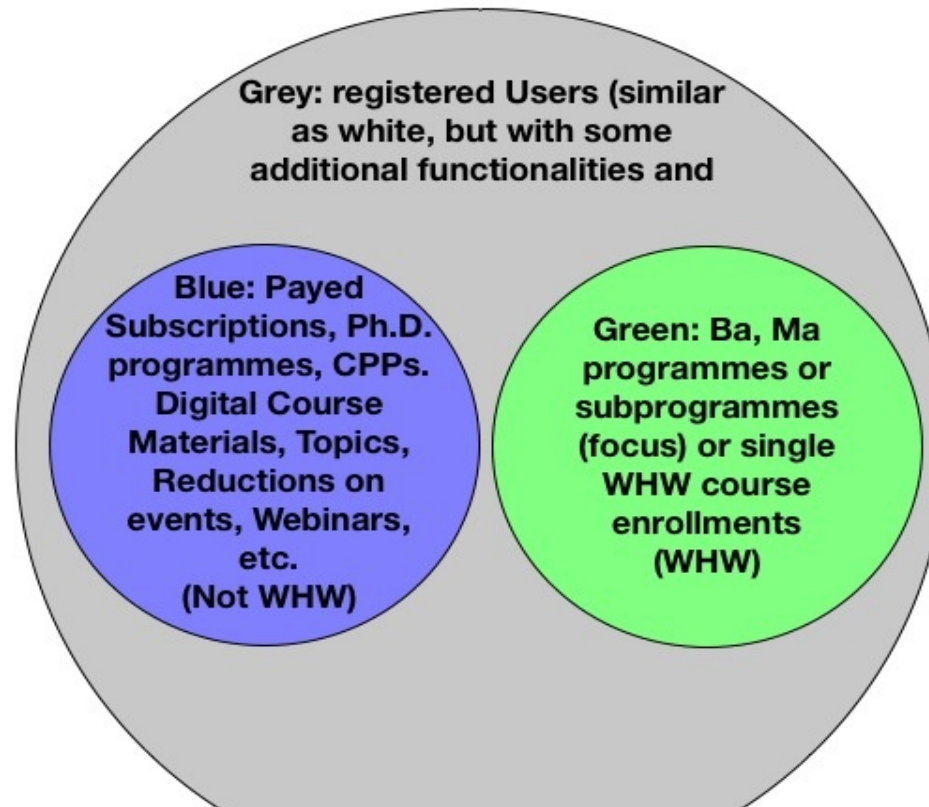 Grey: registered Users (similar
as white, but with some
additional functionalities and
Blue: Payed
Subscriptions, Ph.D.
programmes, CPPs.
Digital Course
Materials, Topics,
Reductions on
events, Webinars,
etc.
(Not WHW)
Green: Ba, Ma
programmes or
subprogrammes
(focus) or single
WHW course
enrollments
(WHW)